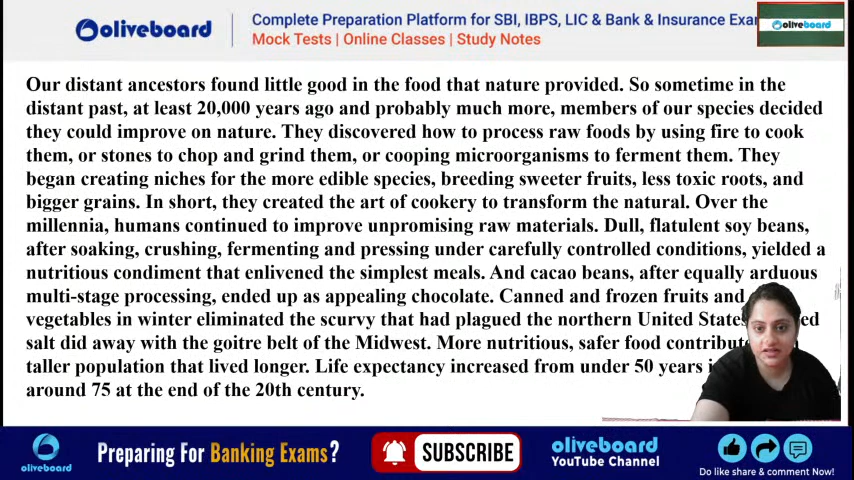 oliveboard
Complete Preparation Platform for SBI, IBPS, LIC & Bank & Insurance
Mock Tests | Online Classes | Study Notes
oliveboard
Our distant ancestors found little good in the food that nature provided. So sometime in the
distant past, at least 20,000 years ago and probably much more, members of our species decided
they could improve on nature. They discovered how to process raw foods by using fire to cook
them, or stones to chop and grind them, or cooping microorganisms to ferment them. They
began creating niches for the more edible species, breeding sweeter fruits, less toxic roots, and
bigger grains. In short, they created the art of cookery to transform the natural. Over the
millennia, humans continued to improve unpromising raw materials. Dull, flatulent soy beans,
after soaking, crushing, fermenting and pressing under carefully controlled conditions, yielded a
nutritious condiment that enlivened the simplest meals. And cacao beans, after equally arduous
multi-stage processing, ended up as appealing chocolate. Canned and frozen fruits and
vegetables in winter eliminated the scurvy that had plagued the northern United States
salt did away with the goitre belt of the Midwest. More nutritious, safer food
taller population that lived longer. Life expectancy increased from under 50 years
around 75 at the end of the 20th century.
oliveboard
Preparing For Banking Exams?
SUBSCRIBE
oliveboard
YouTube Channel
Do like share & comment Now!